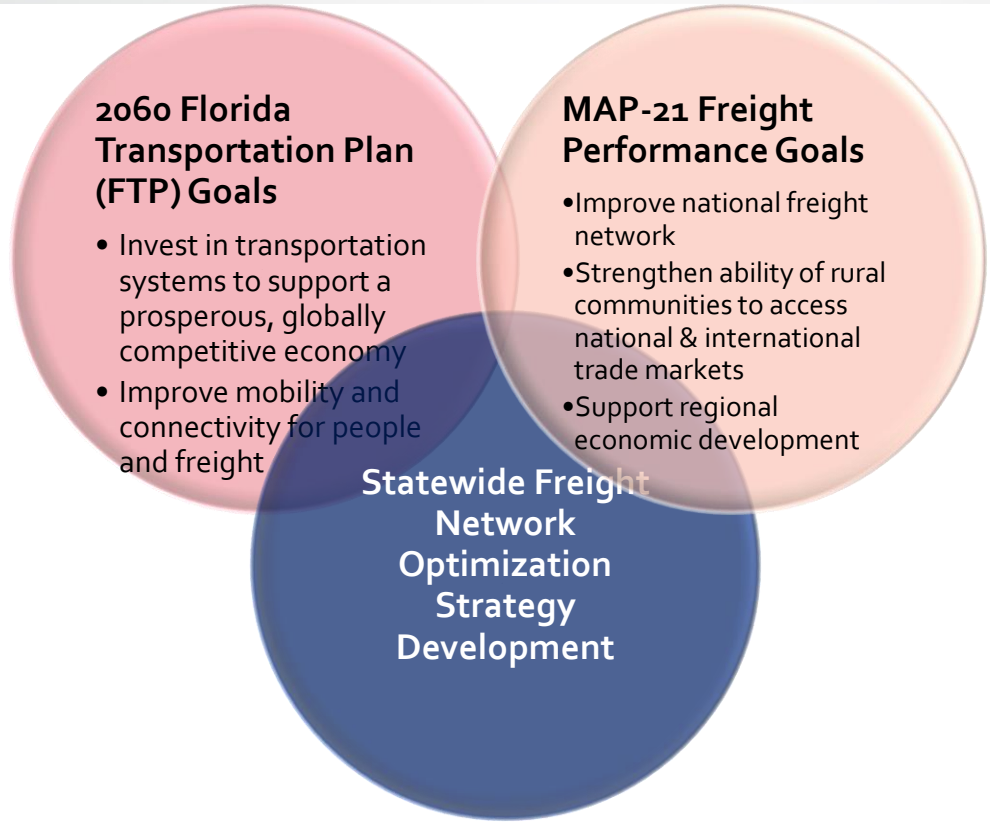 2060 Florida
Transportation Plan
(FTP) Goals
• Invest in transportation
systems to support a
prosperous, globally
competitive economy
• Improve mobility and
connectivity for people
and freight
MAP-21 Freight
Performance Goals
•Improve national freight
network
•Strengthen ability of rural
communities to access
national & international
trade markets
•Support regional
economic development
Statewide Freight
Network
Optimization
Strategy
Development